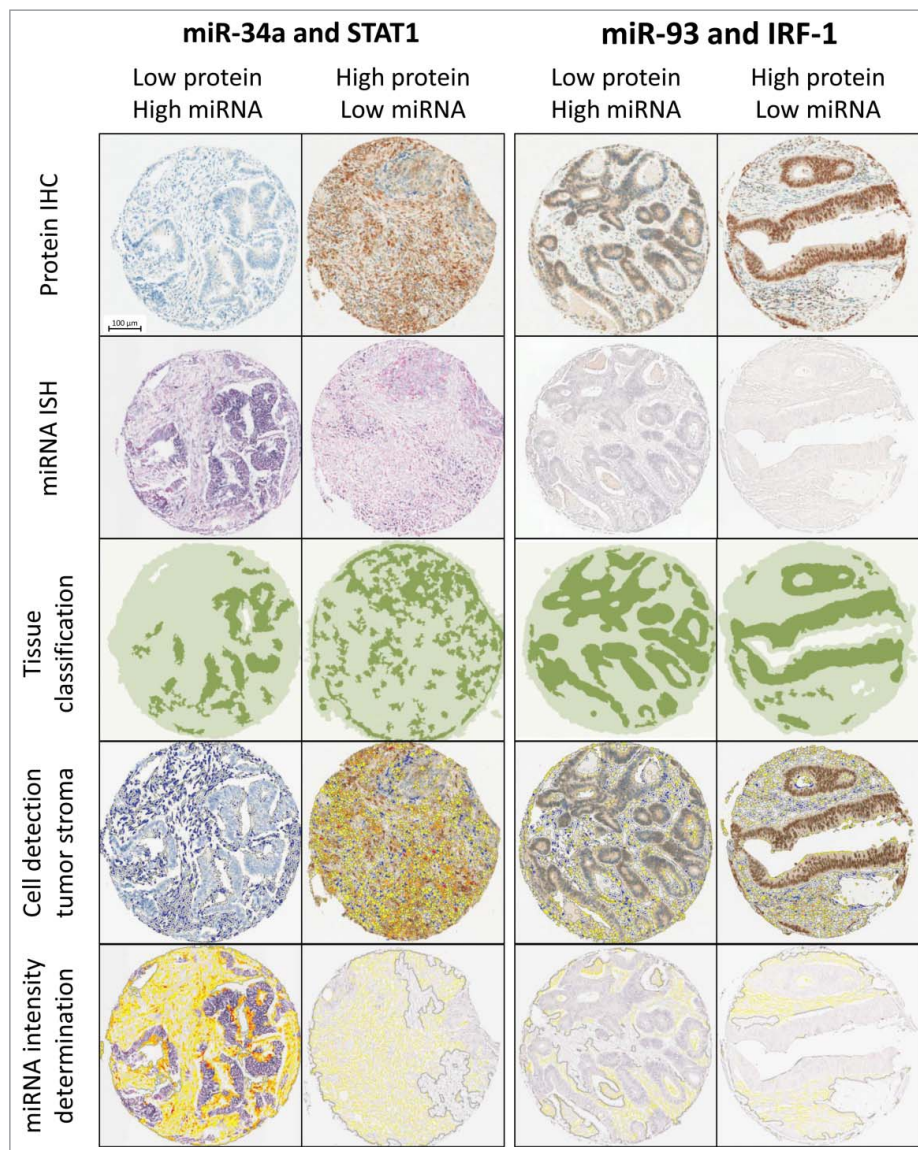 miR-34a and STAT1
miR-93 and IRF-1
Low protein
High miRNA
High protein
Low miRNA
Low protein
High miRNA
High protein
Low miRNA
Protein IHC
100 μm
miRNA ISH
Tissue
classification
Cell detection
tumor stroma
miRNA intensity
determination